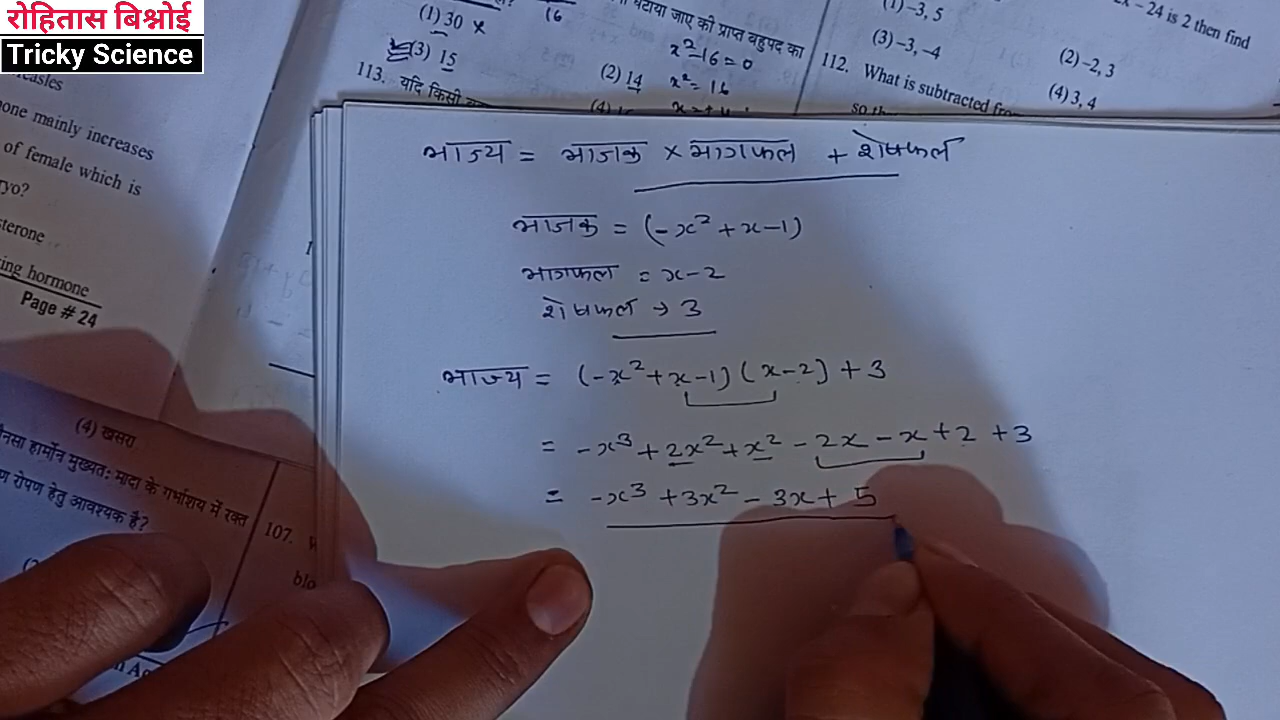 रोहितास बिश्नोई
Tricky Science
one mainly increases
of female which is
yo?
terone
ing hormone
Page # 24
(4) खसरा
हार्मोन मुख्यत: मादा के गर्भाशय में रक्त
रोपण हेतु आवश्यक है?
107.
(1) 30 x
16
(3) 15
113. यदि किसी
घटाया जाए की प्राप्त बहुपद का
x²-16=0
(2) 14
x² = 16
(1) -3, 5
x - 24 is 2 then find
(3) -3, -4
(2) -2, 3
112. What is subtracted from
(4) 3, 4
भाज्य = भाजक × भागफल + शेषफल
भाजक = (-x² + x - 1)
भागफल = x - 2
शेषफल → 3
भाज्य = (-x² + x - 1) (x - 2) + 3
= -x³ + 2x² + x² - 2x - x + 2 + 3
= -x³ + 3x² - 3x + 5